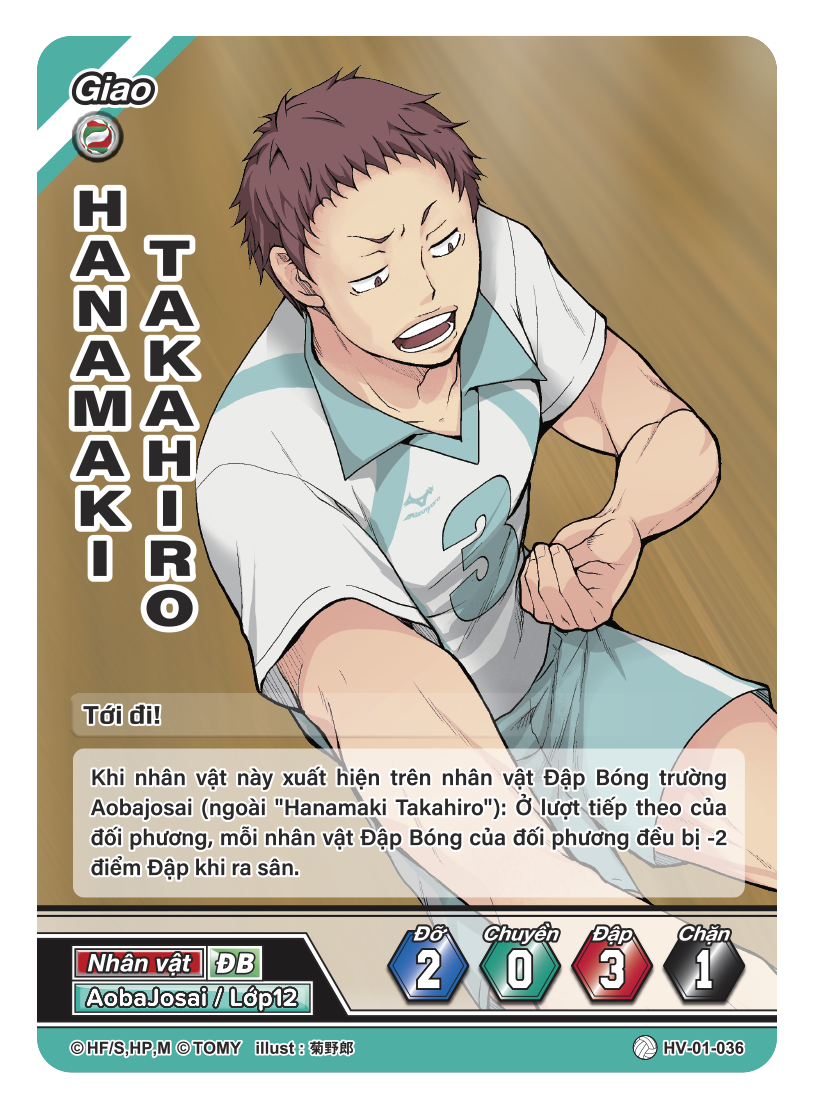 Giao
HANAMAKI
TAKAHIRO
Mizuno
3
Tới đi!
Khi nhân vật này xuất hiện trên nhân vật Đập Bóng trường
Aobajosai (ngoài "Hanamaki Takahiro"): Ở lượt tiếp theo của
đối phương, mỗi nhân vật Đập Bóng của đối phương đều bị -2
điểm Đập khi ra sân.
Đỡ Chuyền Đập Chặn
2 0 3 1
Nhân vật ĐB
AobaJosai / Lớp12
©HF/S,HP,M ©TOMY illust : 菊野郎 HV-01-036